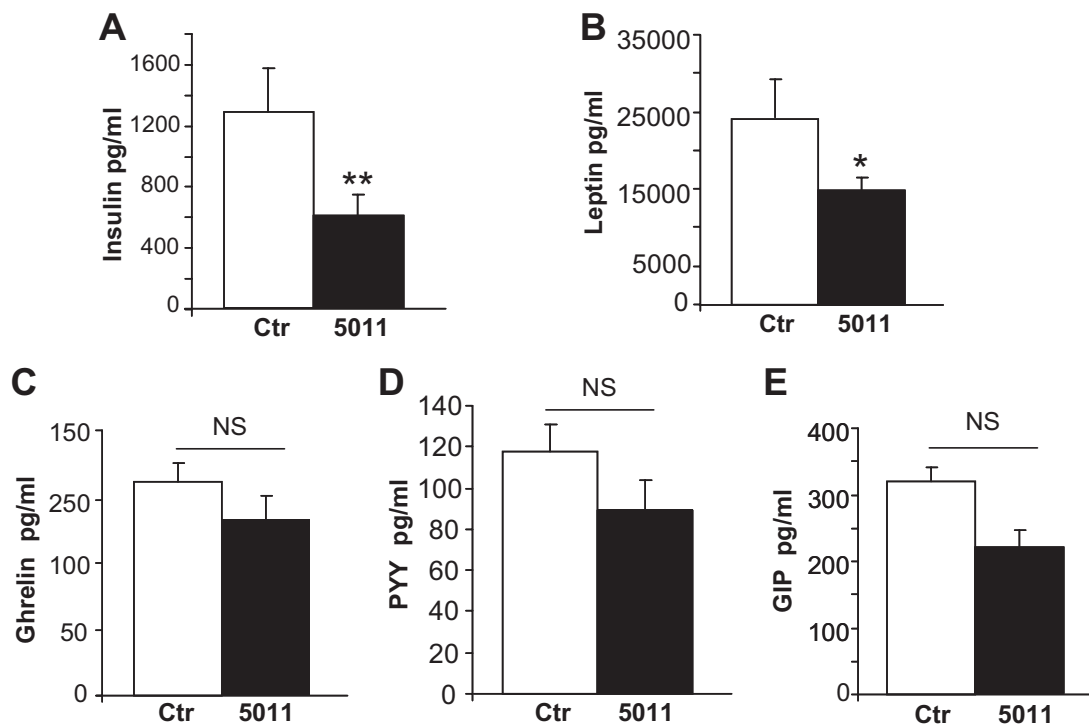 A
Insulin pg/ml
1600
1200
800
400
0
**
Ctr 5011
B
Leptin pg/ml
35000
25000
15000
5000
0
*
Ctr 5011
C
Ghrelin pg/ml
150
250
100
50
0
NS
Ctr 5011
D
PYY pg/ml
140
120
100
80
60
40
20
0
NS
Ctr 5011
E
GIP pg/ml
400
300
200
100
0
NS
Ctr 5011